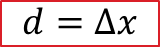 d = Δx